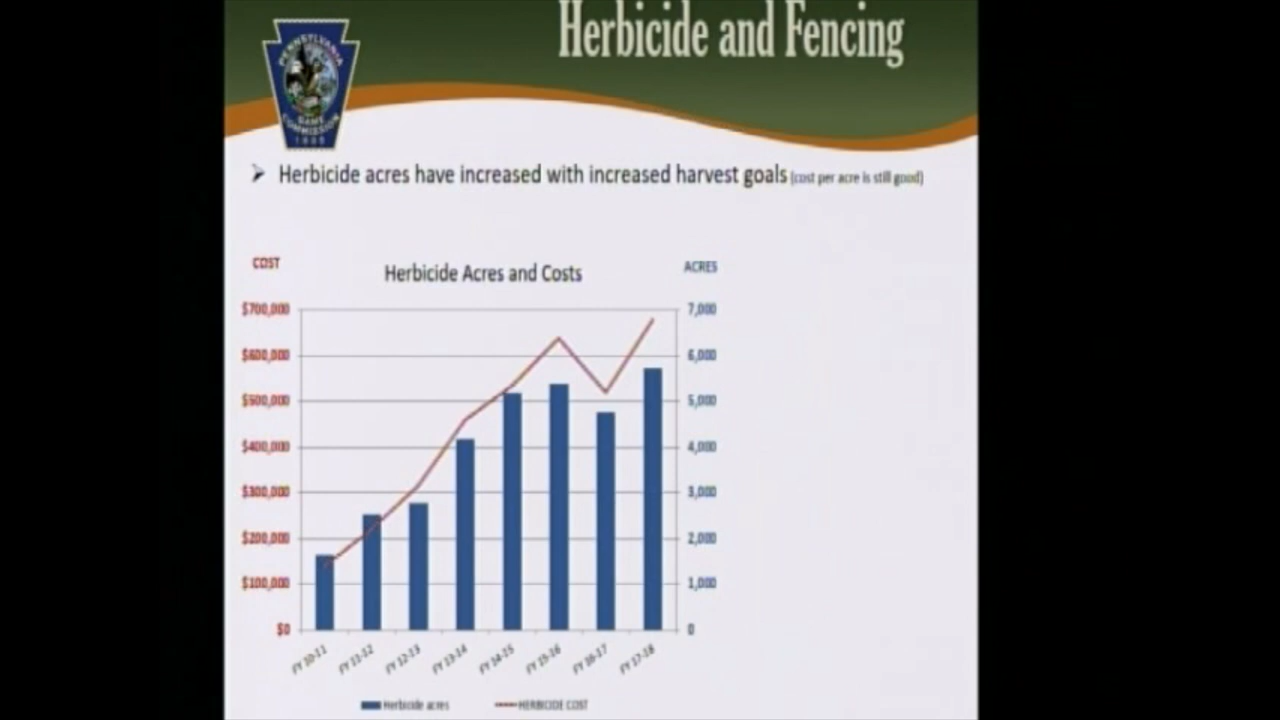 Herbicide and Fencing
PENNSYLVANIA
GAME
COMMISSION
1895
➢ Herbicide acres have increased with increased harvest goals (cost per acre is still good)
COST
Herbicide Acres and Costs
ACRES
$700,000
7,000
$600,000
6,000
$500,000
5,000
$400,000
4,000
$300,000
3,000
$200,000
2,000
$100,000
1,000
$0
0
FY 10-11
FY 11-12
FY 12-13
FY 13-14
FY 14-15
FY 15-16
FY 16-17
FY 17-18
Herbicide acres
HERBICIDE COST